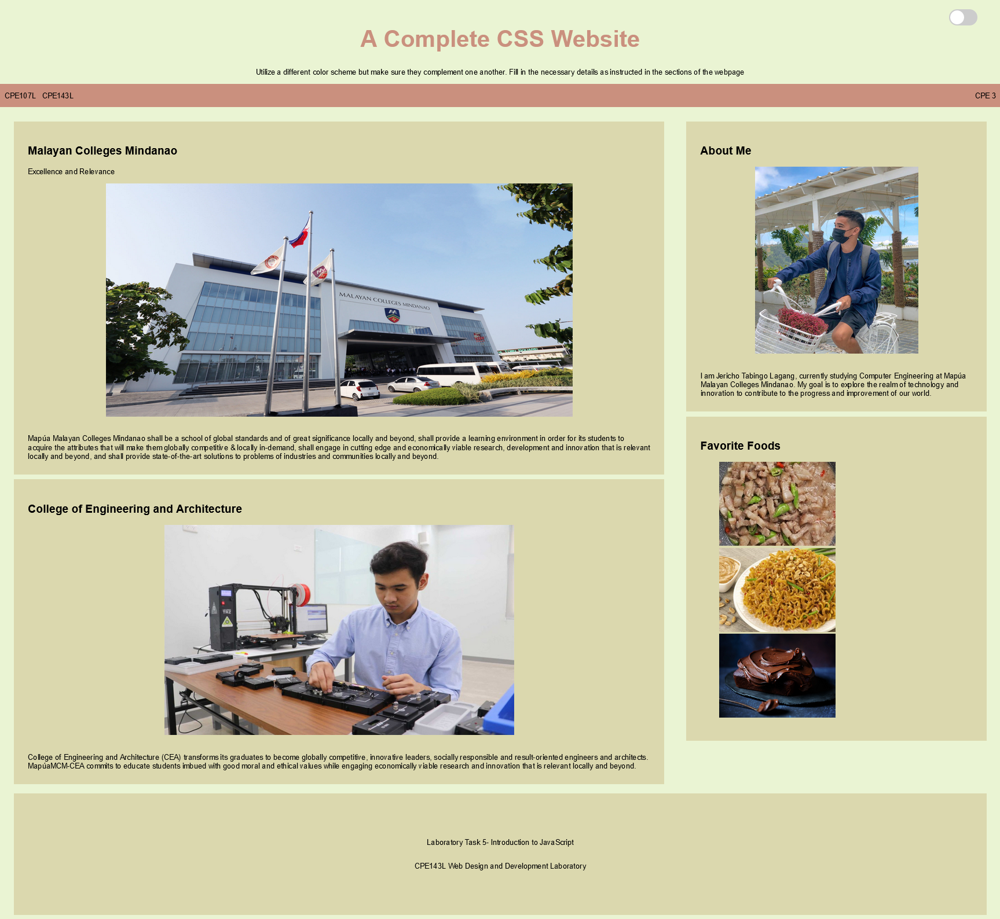 A Complete CSS Website
Utilize a different color scheme but make sure they complement one another. Fill in the necessary details as instructed in the sections of the webpage
CPE107L CPE143L CPE 3
Malayan Colleges Mindanao
Excellence and Relevance
MALAYAN COLLEGES MINDANAO
Mapúa Malayan Colleges Mindanao shall be a school of global standards and of great significance locally and beyond, shall provide a learning environment in order for its students to
acquire the attributes that will make them globally competitive & locally in-demand, shall engage in cutting edge and economically viable research, development and innovation that is relevant
locally and beyond, and shall provide state-of-the-art solutions to problems of industries and communities locally and beyond.
College of Engineering and Architecture
College of Engineering and Architecture (CEA) transforms its graduates to become globally competitive, innovative leaders, socially responsible and result-oriented engineers and architects.
MapúaMCM-CEA commits to educate students imbued with good moral and ethical values while engaging economically viable research and innovation that is relevant locally and beyond.
About Me
I am Jericho Tabingo Lagang, currently studying Computer Engineering at Mapúa
Malayan Colleges Mindanao. My goal is to explore the realm of technology and
innovation to contribute to the progress and improvement of our world.
Favorite Foods
Laboratory Task 5- Introduction to JavaScript
CPE143L Web Design and Development Laboratory